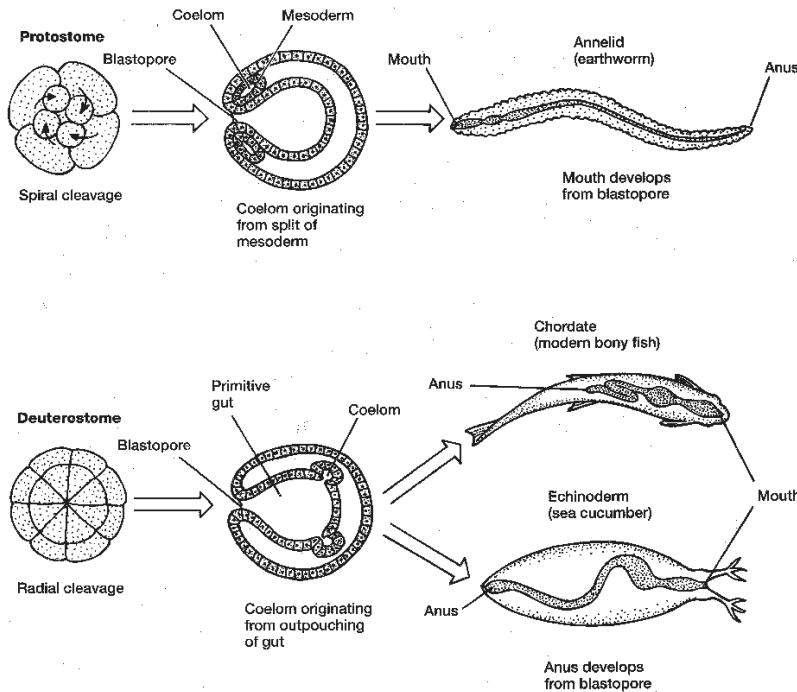 Protostome
Spiral cleavage
Coelom
Mesoderm
Blastopore
Coelom originating
from split of
mesoderm
Mouth
Annelid
(earthworm)
Anus
Mouth develops
from blastopore
Deuterostome
Radial cleavage
Primitive
gut
Coelom
Blastopore
Coelom originating
from outpouching
of gut
Chordate
(modern bony fish)
Anus
Mouth
Echinoderm
(sea cucumber)
Anus
Anus develops
from blastopore